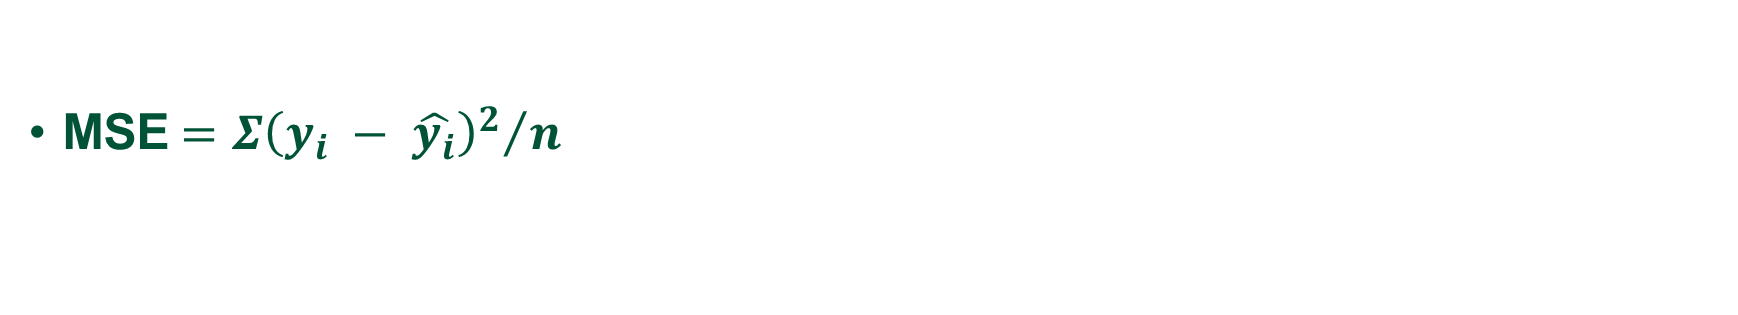 • MSE = Σ(yᵢ − ŷᵢ)²/n